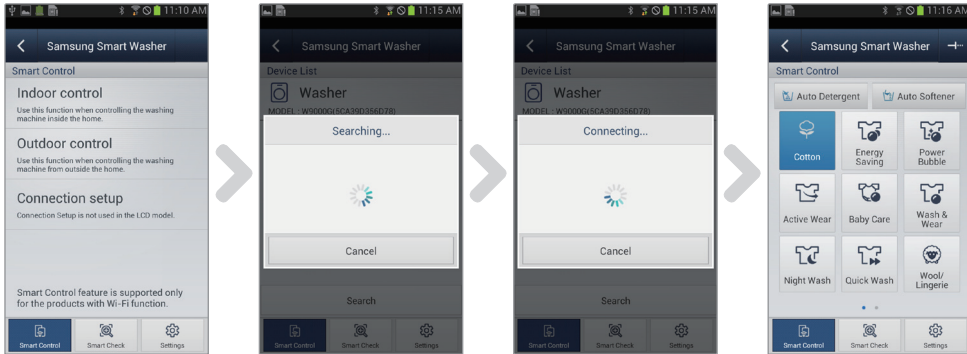 11:10 AM
Samsung Smart Washer
Smart Control
Indoor control
Use this function when controlling the washing
machine inside the home.
Outdoor control
Use this function when controlling the washing
machine from outside the home.
Connection setup
Connection Setup is not used in the LCD model.
Smart Control feature is supported only
for the products with Wi-Fi function.
Smart Control
Smart Check
Settings
11:15 AM
Samsung Smart Washer
Device List
Washer
MODEL : W9000G(5CA39D356D78)
Searching...
Cancel
Search
Smart Control
Smart Check
Settings
11:15 AM
Samsung Smart Washer
Device List
Washer
MODEL : W9000G(5CA39D356D78)
Connecting...
Cancel
Search
Smart Control
Smart Check
Settings
11:16 AM
Samsung Smart Washer
Smart Control
Auto Detergent
Auto Softener
Cotton
Energy
Saving
Power
Bubble
Active Wear
Baby Care
Wash &
Wear
Night Wash
Quick Wash
Wool/
Lingerie
Smart Control
Smart Check
Settings